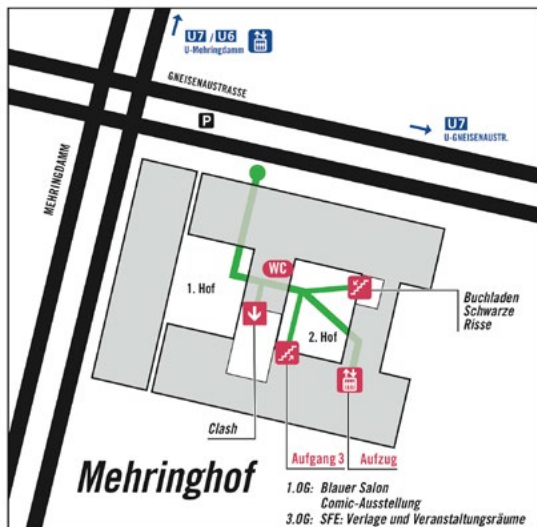 U7 / U6
U-Mehringdamm
GNEISENAUSTRASSE
P
U7
U-GNEISENAUSTR.
MEHRINGDAMM
WC
1. Hof
2. Hof
Buchladen
Schwarze
Risse
Clash
Aufgang 3
Aufzug
Mehringhof
1.OG: Blauer Salon
Comic-Ausstellung
3.OG: SFE: Verlage und Veranstaltungsräume